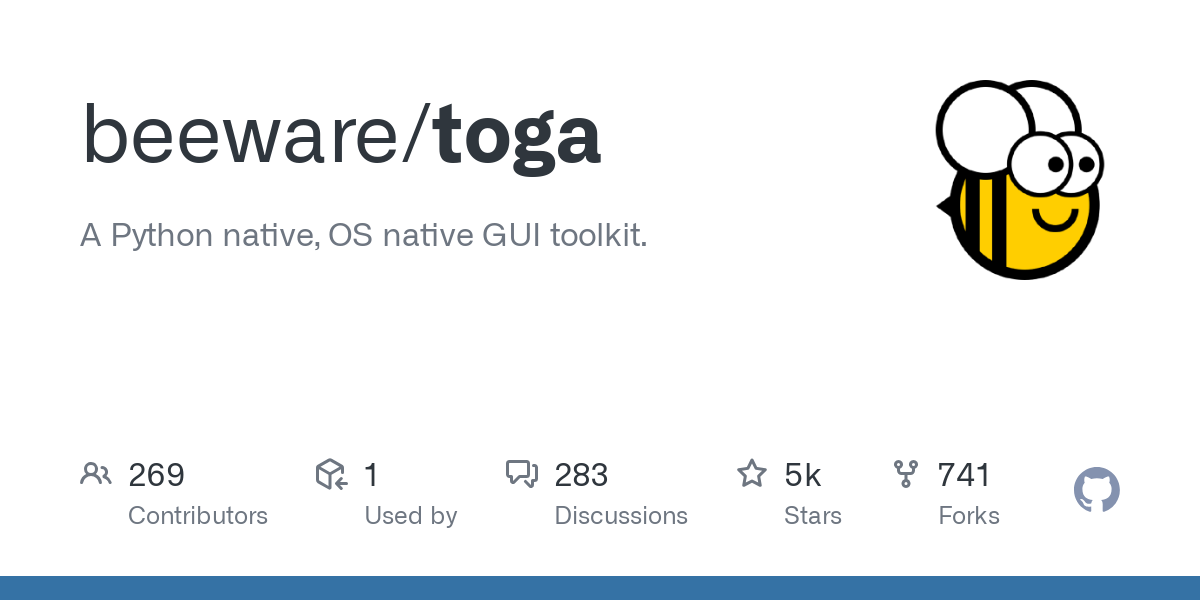 beeware/toga
A Python native, OS native GUI toolkit.
269 1 283 5k 741
Contributors Used by Discussions Stars Forks